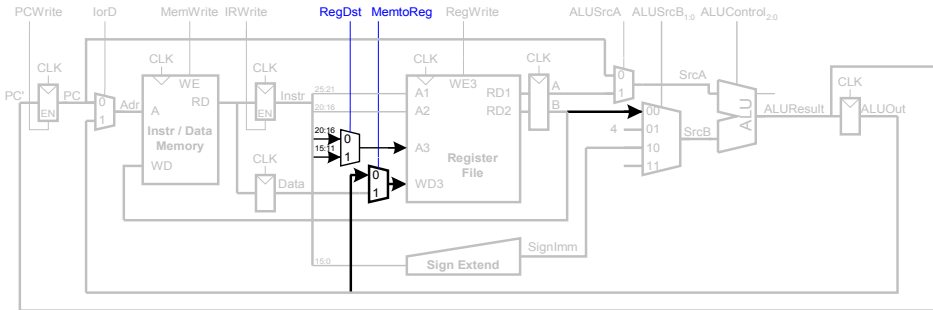 PCWrite IorD MemWrite IRWrite RegDst MemtoReg RegWrite ALUSrcA ALUSrcB1:0 ALUControl2:0
CLK CLK CLK CLK CLK
PC' PC EN
0 1 Adr
WE
A RD
Instr / Data
Memory
WD
EN Instr
CLK
Data
25:21
20:16
20:16
15:11
15:0
0
1
0
1
A1
A2
A3
WD3
WE3
RD1
RD2
Register
File
A
B
0
1
SrcA
00
4 01
10
11
SrcB
ALU
ALUResult
CLK
ALUOut
SignImm
Sign Extend